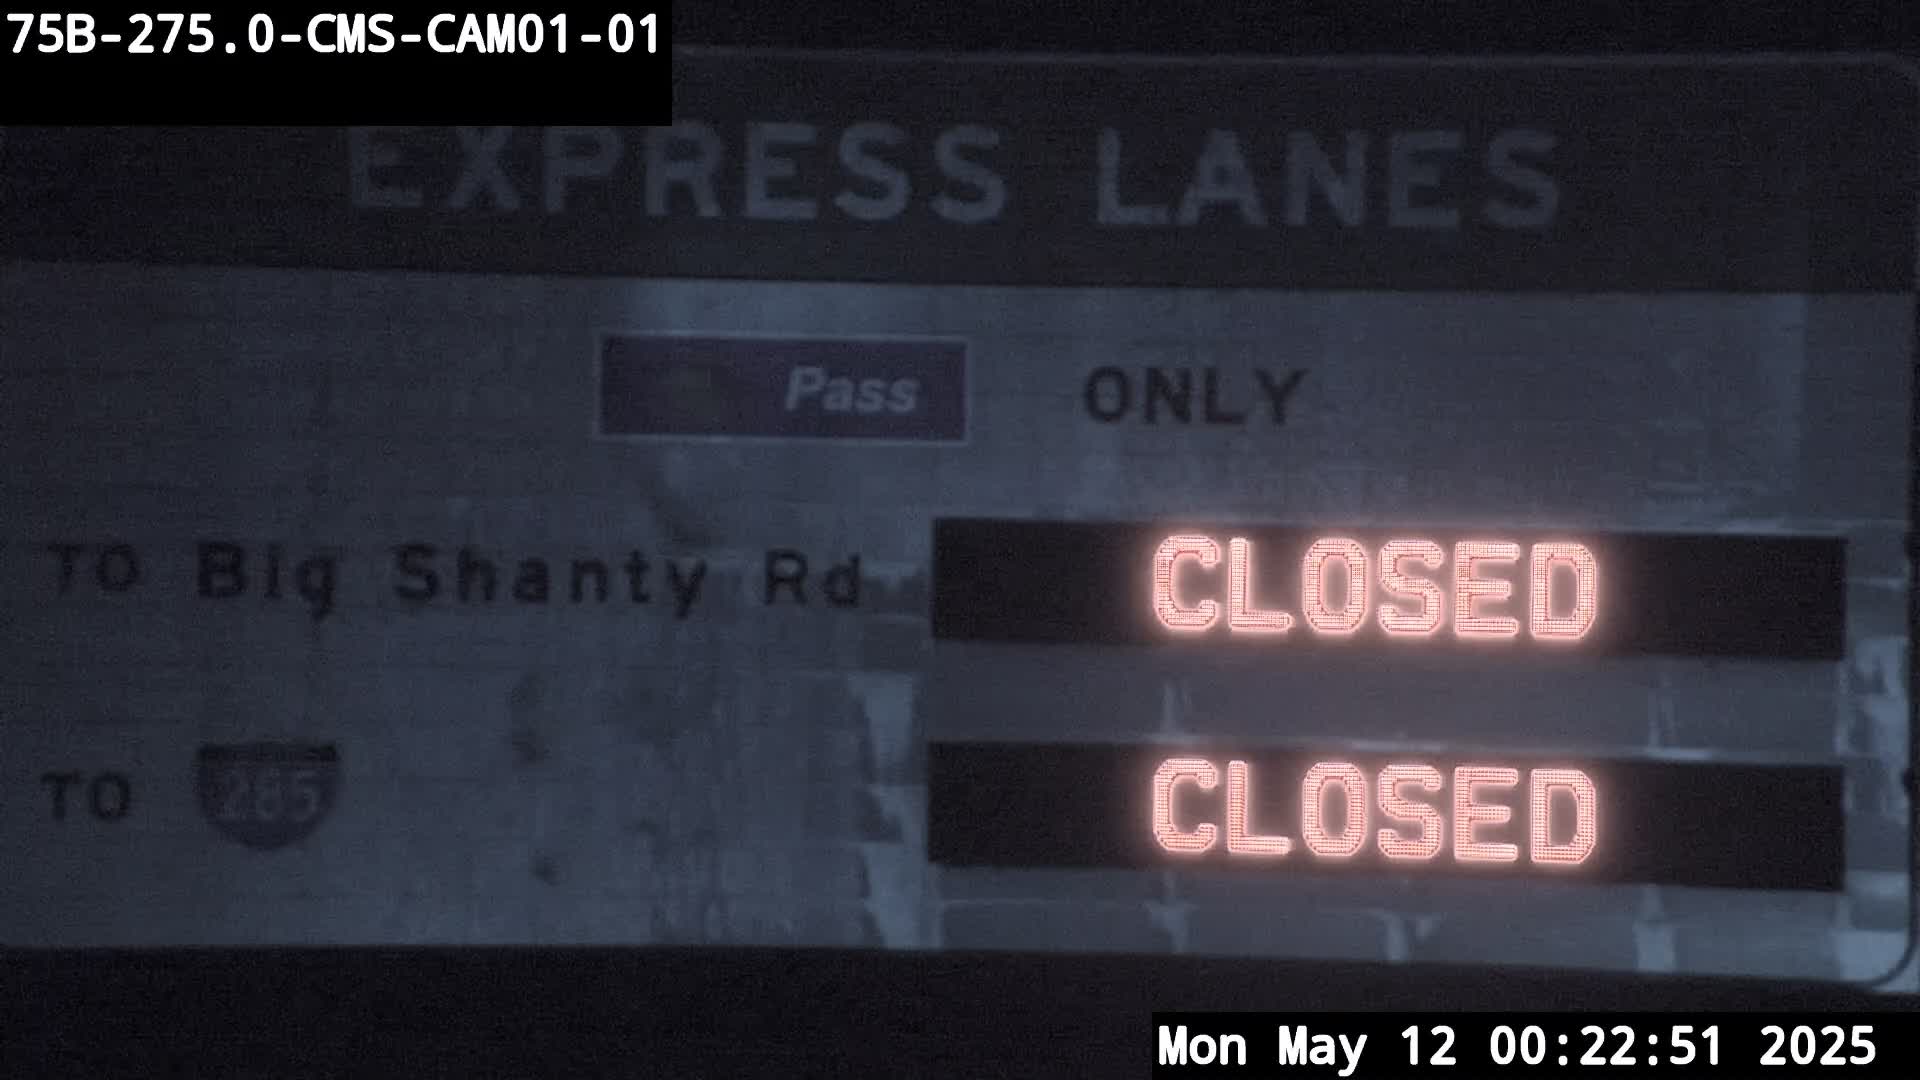 75B-275.0-CMS-CAM01-01
EXPRESS LANES
Pass ONLY
TO Big Shanty Rd CLOSED
TO 285 CLOSED
Mon May 12 00:22:51 2025